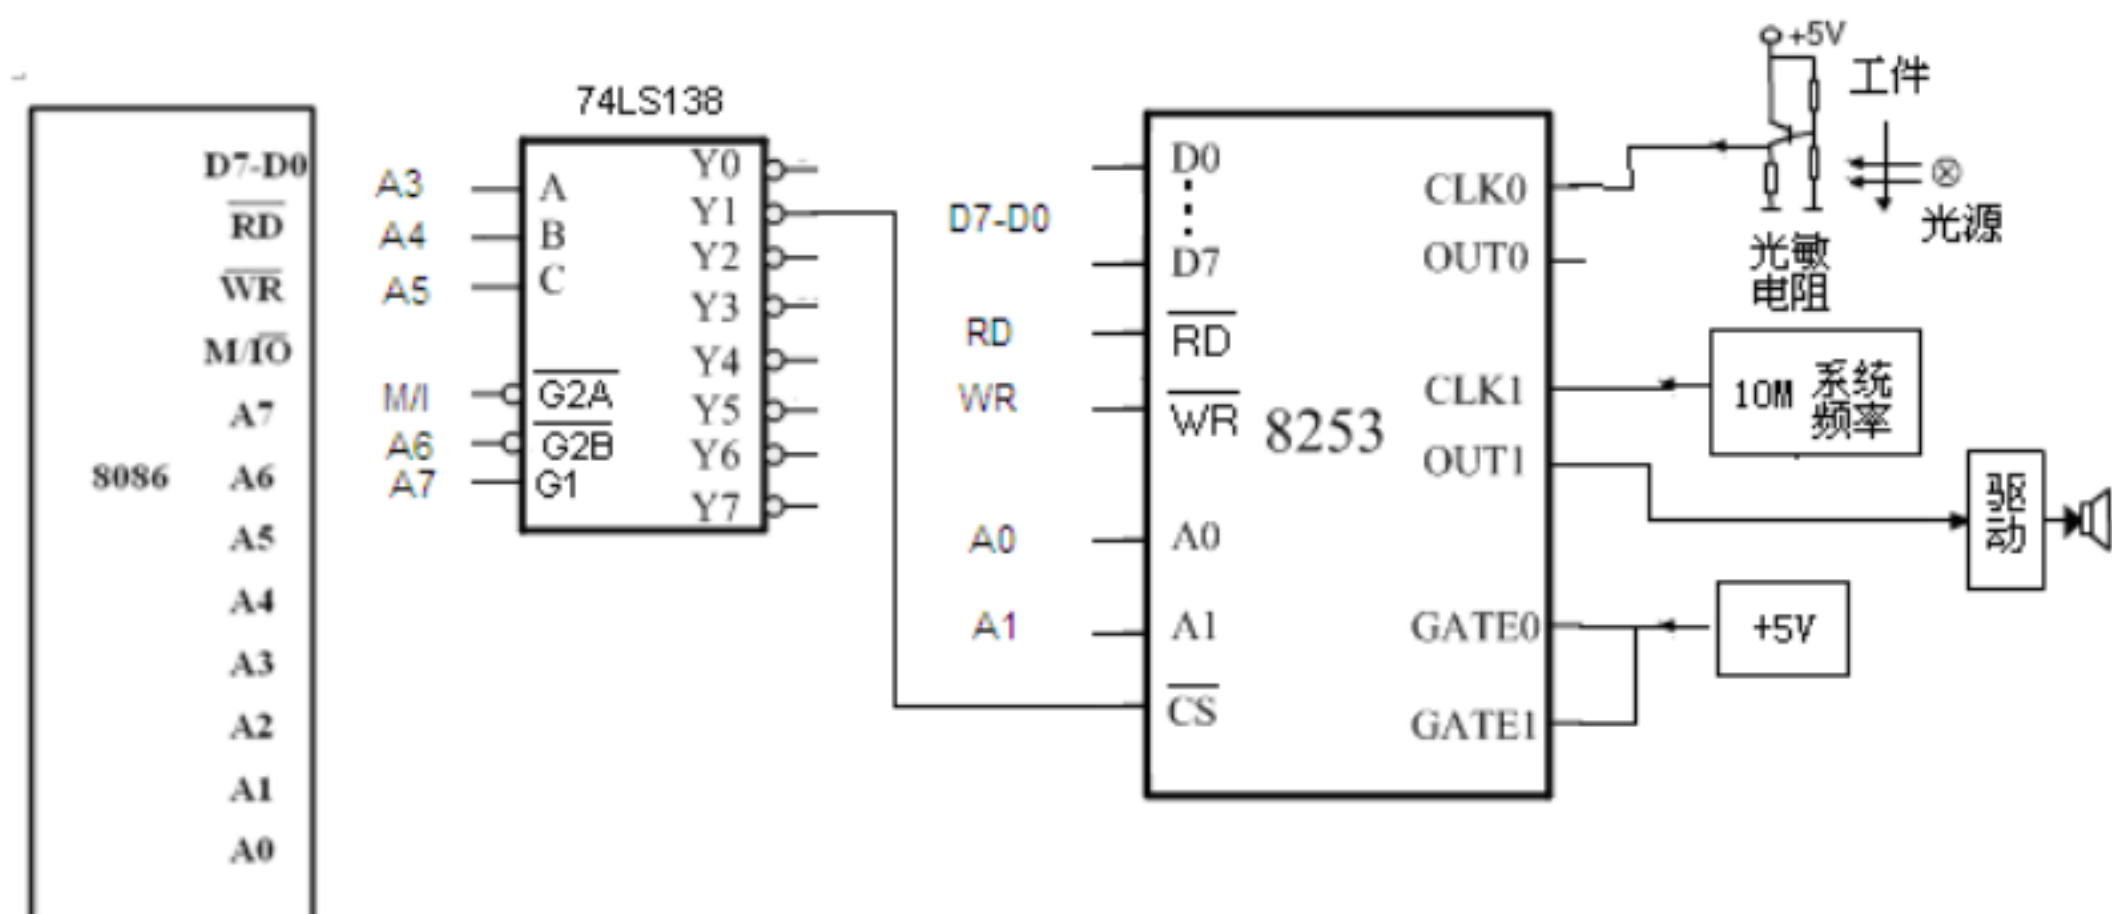 8086
D7-D0
RD
WR
M/IO
A7
A6
A5
A4
A3
A2
A1
A0
74LS138
A3
A4
A5
M/I
A6
A7
A
B
C
G2A
G2B
G1
Y0
Y1
Y2
Y3
Y4
Y5
Y6
Y7
D7-D0
RD
WR
A0
A1
D0
D7
RD
WR
8253
A0
A1
CS
CLK0
OUT0
CLK1
OUT1
GATE0
GATE1
+5V
工件
光源
光敏
电阻
10M 系统
频率
驱
动
+5V